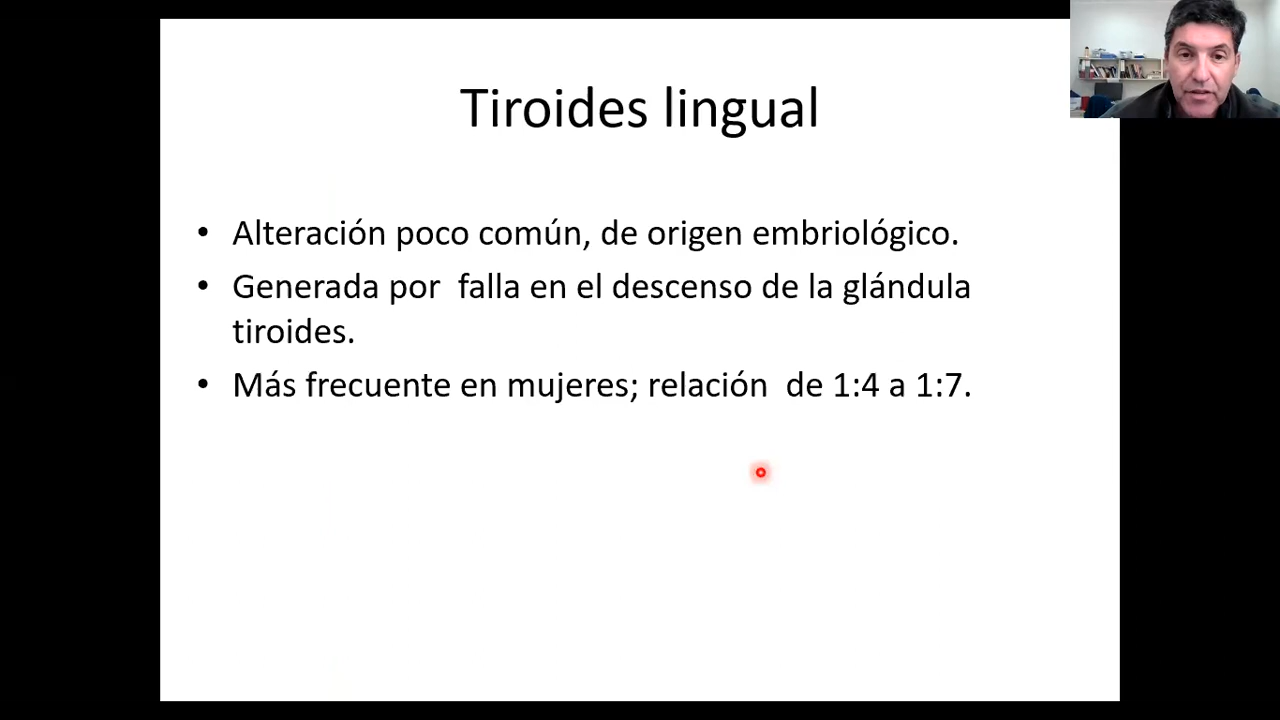 Tiroides lingual
• Alteración poco común, de origen embriológico.
• Generada por  falla en el descenso de la glándula
tiroides.
• Más frecuente en mujeres; relación  de 1:4 a 1:7.